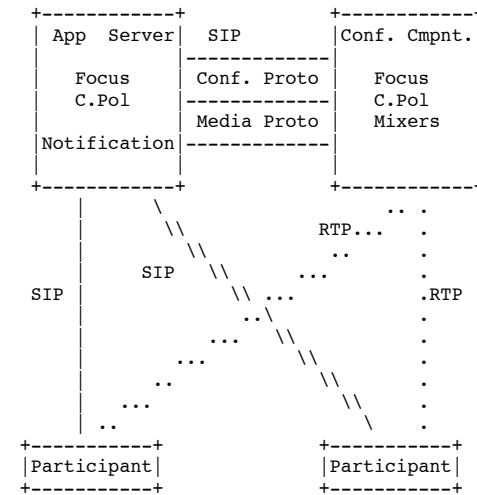 App Server SIP Conf. Cmpnt.
Focus Conf. Proto Focus
C.Pol C.Pol
Media Proto Mixers
Notification
RTP...
SIP
SIP RTP
Participant Participant